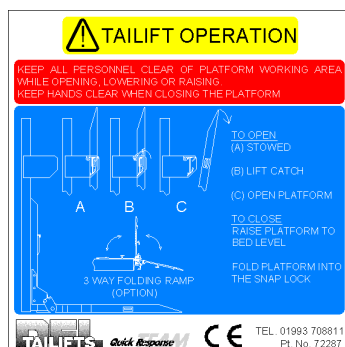 TAILIFT OPERATION
KEEP ALL PERSONNEL CLEAR OF PLATFORM WORKING AREA
WHILE OPENING, LOWERING OR RAISING.
KEEP HANDS CLEAR WHEN CLOSING THE PLATFORM
TO OPEN
(A) STOWED
(B) LIFT CATCH
(C) OPEN PLATFORM
A B C
TO CLOSE
RAISE PLATFORM TO
BED LEVEL
FOLD PLATFORM INTO
THE SNAP LOCK
3 WAY FOLDING RAMP
(OPTION)
TAILIFTS
Quick Response
TEAM
CE
TEL. 01993 708811
Pt. No. 72287